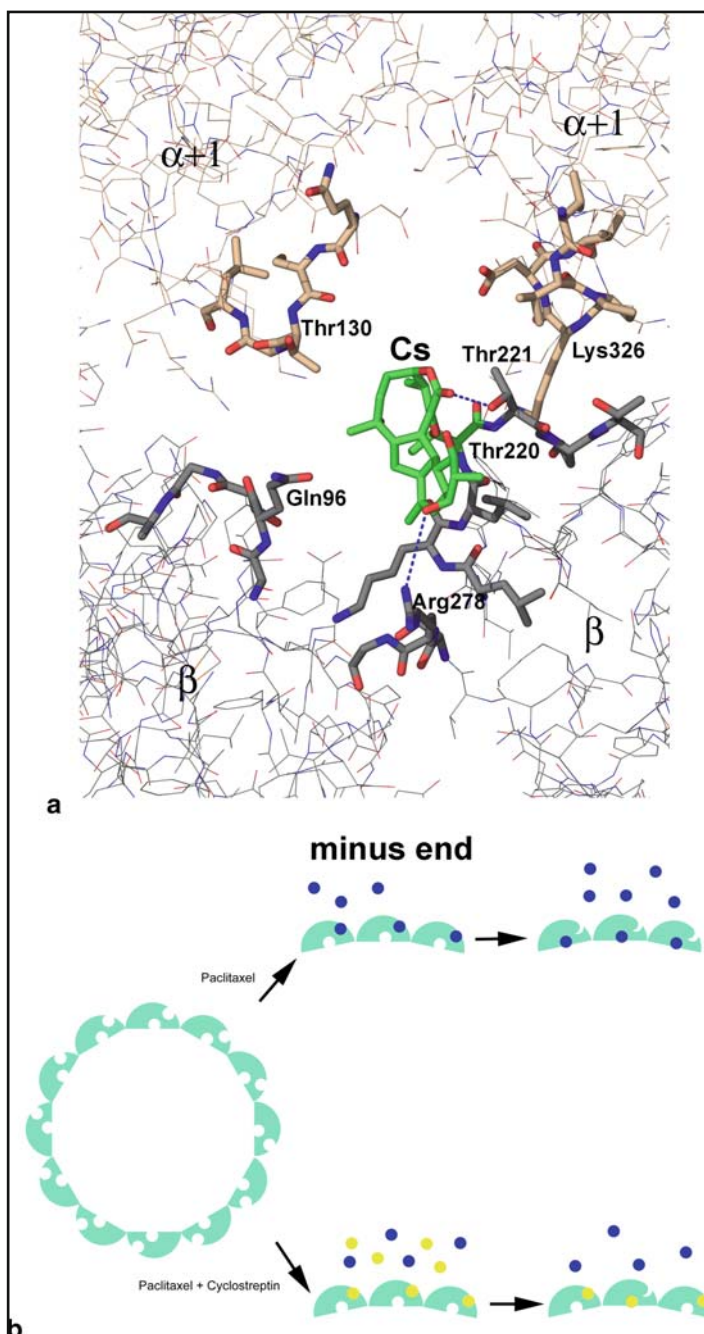 α+1
α+1
Thr130
Cs
Thr221
Lys326
Thr220
Gln96
Arg278
β
β
a
minus end
Paclitaxel
Paclitaxel + Cyclostreptin
b